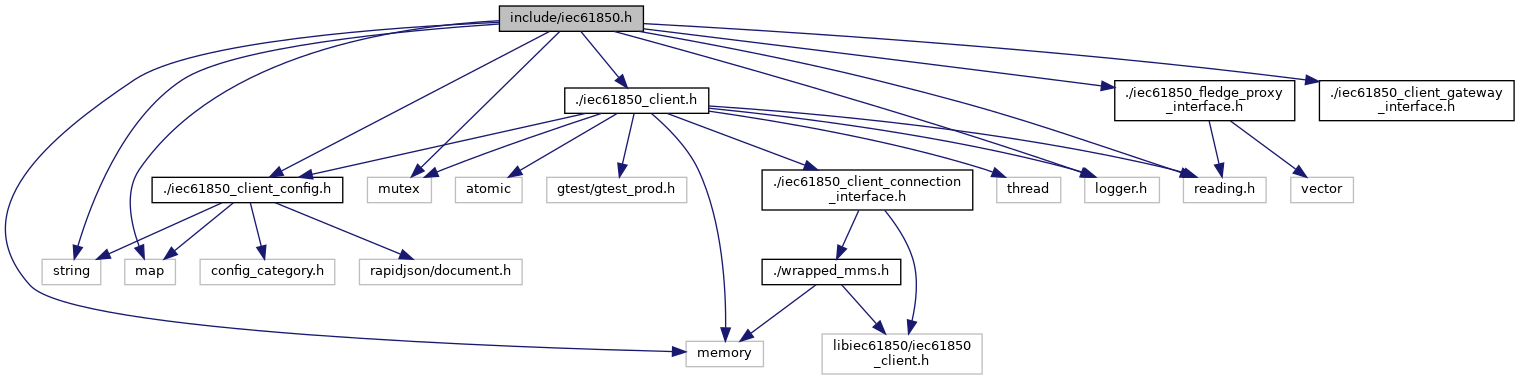 include/iec61850.h
./iec61850_client.h
./iec61850_fledge_proxy
_interface.h
./iec61850_client_gateway
_interface.h
./iec61850_client_config.h
mutex
atomic
gtest/gtest_prod.h
./iec61850_client_connection
_interface.h
thread
logger.h
reading.h
vector
string
map
config_category.h
rapidjson/document.h
./wrapped_mms.h
memory
libiec61850/iec61850
_client.h